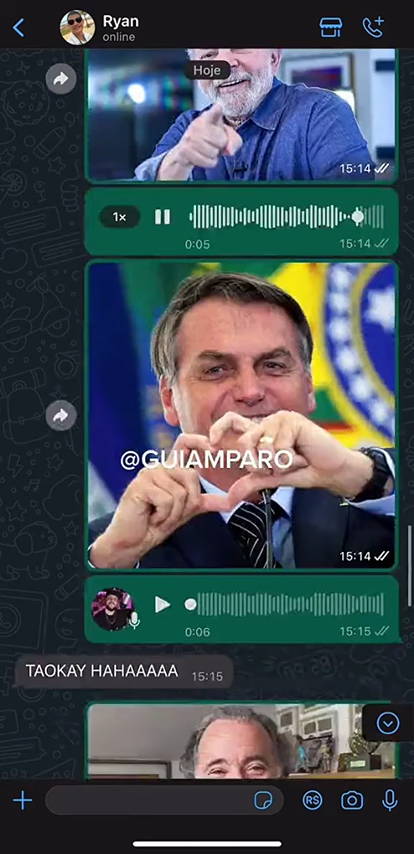 Ryan
online
Hoje
15:14
1×
0:05
15:14
@GUIAMPARO
15:14
0:06
15:15
TAOKAY HAHAAAAA 15:15
R$